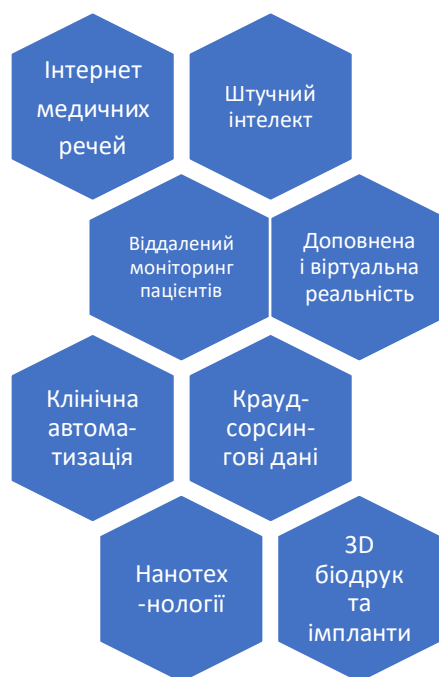 Інтернет
медичних
речей
Штучний
інтелект
Віддалений
моніторинг
пацієнтів
Доповнена
і віртуальна
реальність
Клінічна
автома-
тизація
Крауд-
сорсин-
гові дані
Нанотех
-нології
3D
біодрук
та
імпланти